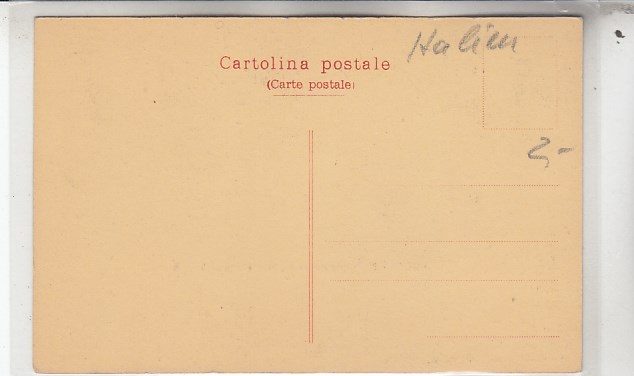 Cartolina postale
(Carte postale)
Italien
2,-